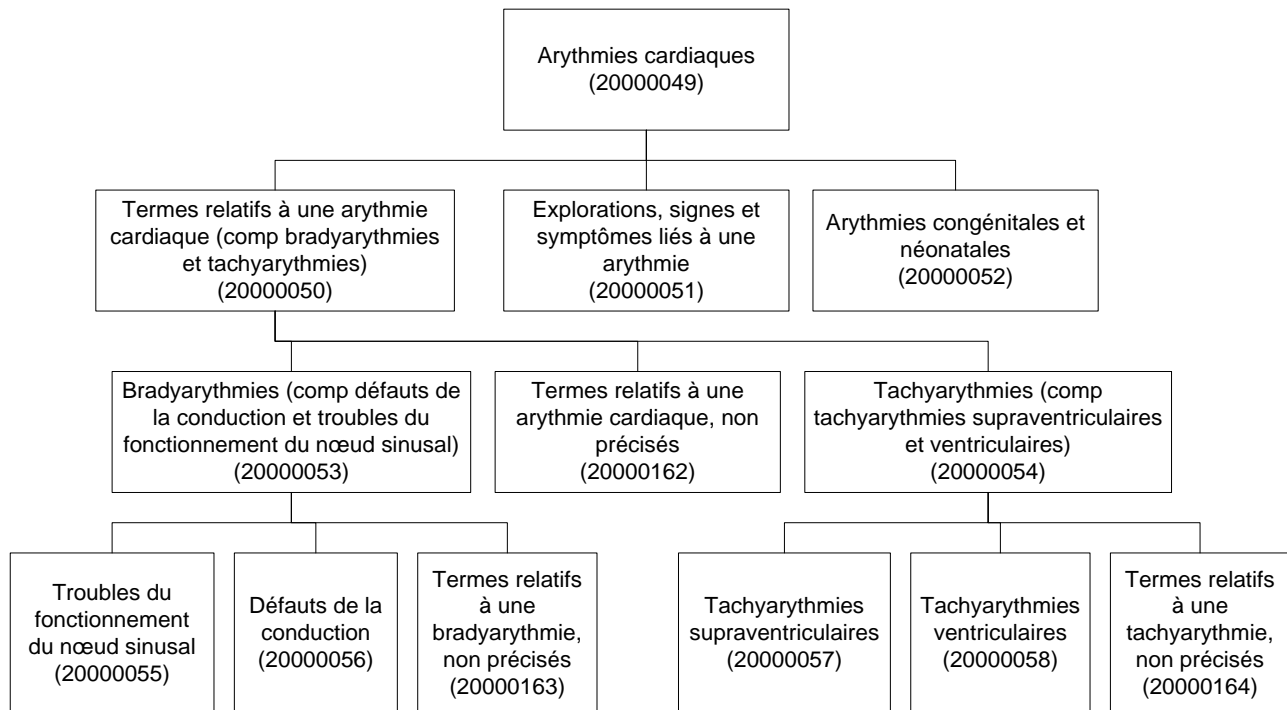 Arythmies cardiaques
(20000049)
Termes relatifs à une arythmie
cardiaque (comp bradyarythmies
et tachyarythmies)
(20000050)
Explorations, signes et
symptômes liés à une
arythmie
(20000051)
Arythmies congénitales et
néonatales
(20000052)
Bradyarythmies (comp défauts de
la conduction et troubles du
fonctionnement du nœud sinusal)
(20000053)
Termes relatifs à une
arythmie cardiaque, non
précisés
(20000162)
Tachyarythmies (comp
tachyarythmies supraventriculaires
et ventriculaires)
(20000054)
Troubles du
fonctionnement
du nœud sinusal
(20000055)
Défauts de la
conduction
(20000056)
Termes relatifs
à une
bradyarythmie,
non précisés
(20000163)
Tachyarythmies
supraventriculaires
(20000057)
Tachyarythmies
ventriculaires
(20000058)
Termes relatifs
à une
tachyarythmie,
non précisés
(20000164)